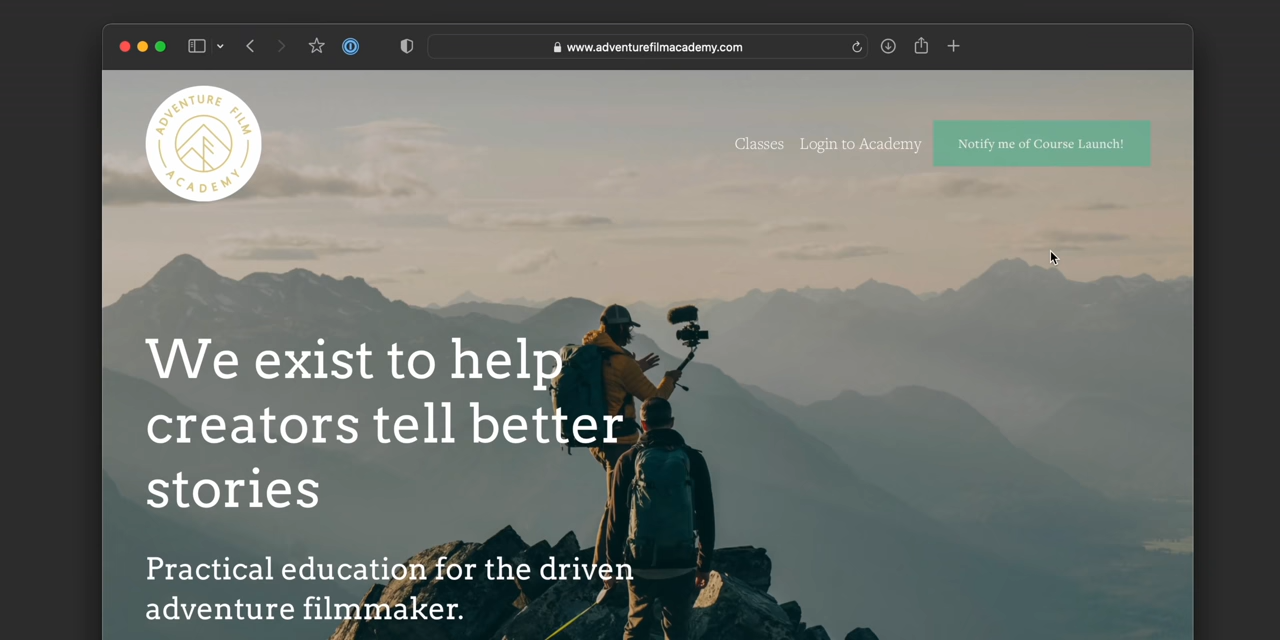 www.adventurefilmacademy.com
ADVENTURE FILM
ACADEMY
Classes Login to Academy Notify me of Course Launch!
We exist to help
creators tell better
stories
Practical education for the driven
adventure filmmaker.